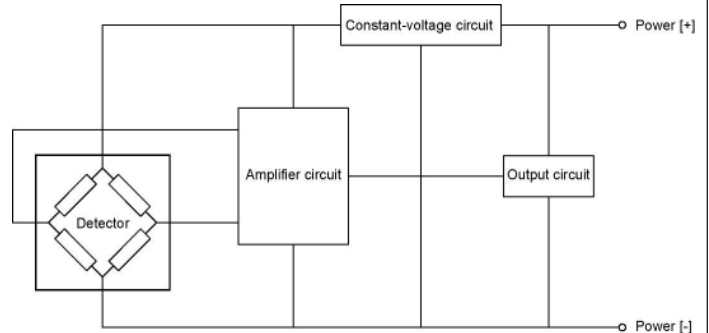 Constant-voltage circuit
Power [+]
Amplifier circuit
Output circuit
Detector
Power [-]